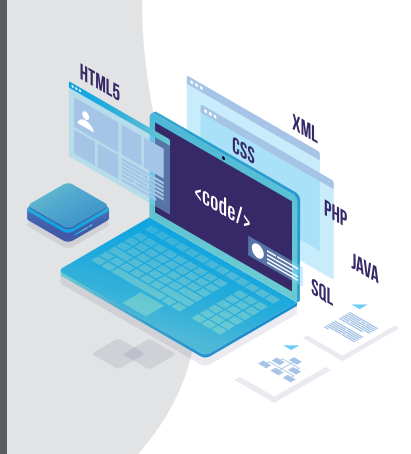 HTML5
XML
CSS
<code/>
PHP
JAVA
SQL